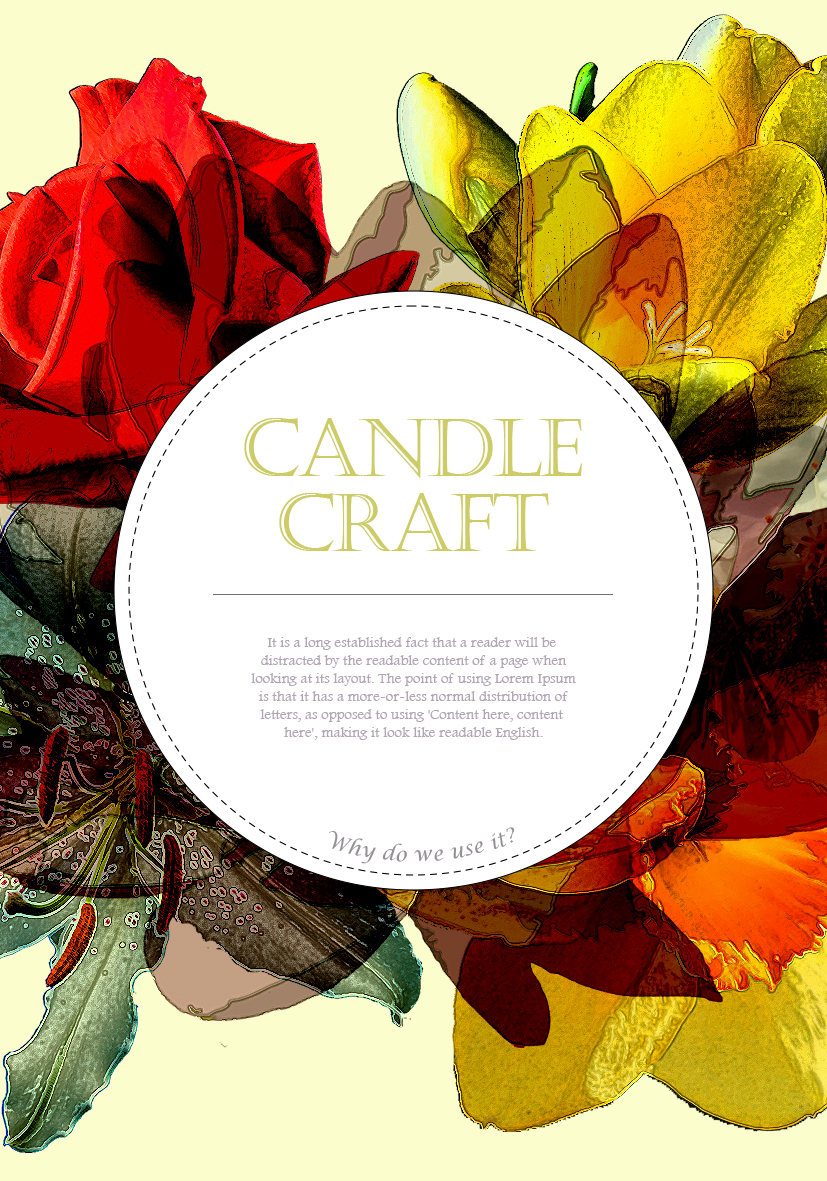 CANDLE
CRAFT
It is a long established fact that a reader will be
distracted by the readable content of a page when
looking at its layout. The point of using Lorem Ipsum
is that it has a more-or-less normal distribution of
letters, as opposed to using 'Content here, content
here', making it look like readable English.
Why do we use it?